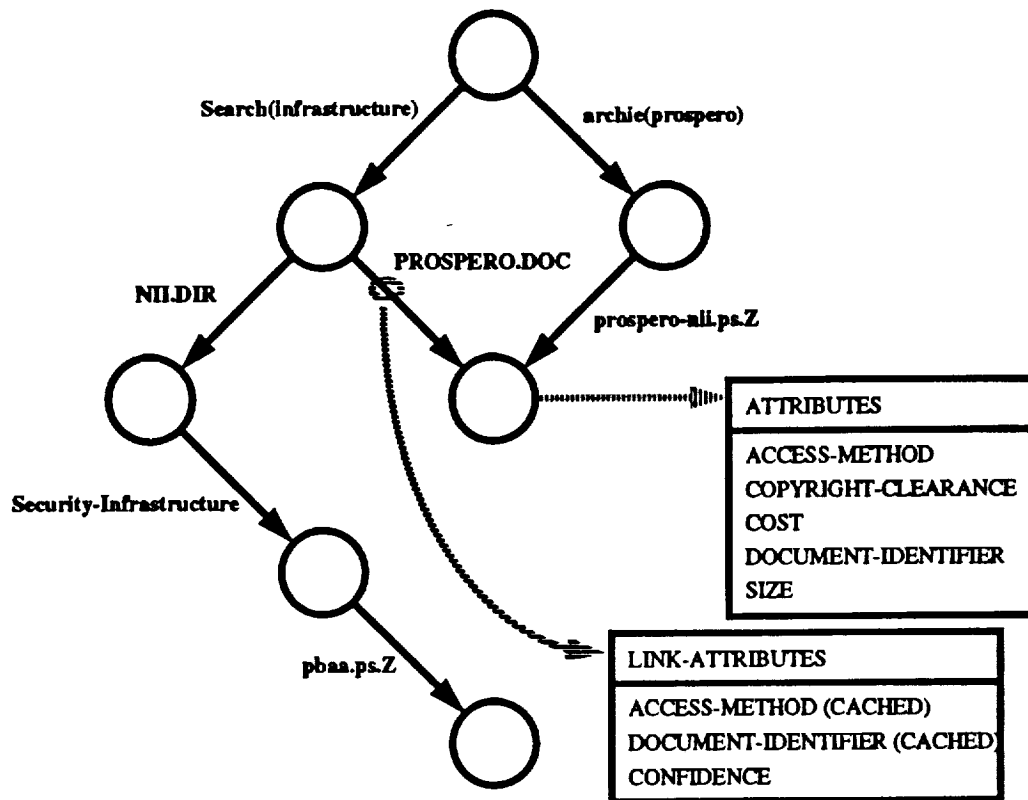 Search(infrastructure)
archie(prospero)
PROSPERO.DOC
NII.DIR
prospero-nii.ps.Z
ATTRIBUTES
ACCESS-METHOD
COPYRIGHT-CLEARANCE
COST
DOCUMENT-IDENTIFIER
SIZE
Security-Infrastructure
pbaa.ps.Z
LINK-ATTRIBUTES
ACCESS-METHOD (CACHED)
DOCUMENT-IDENTIFIER (CACHED)
CONFIDENCE